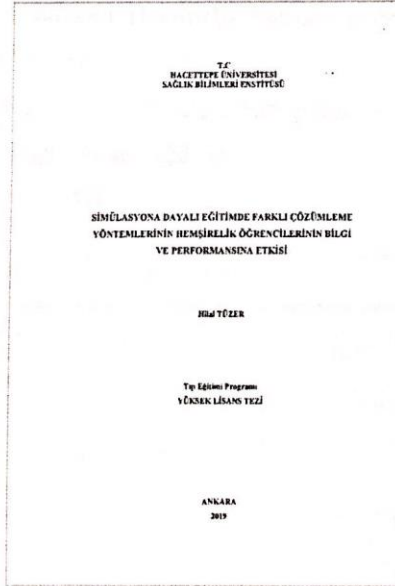 T.C
HACETTEPE ÜNİVERSİTESİ
SAĞLIK BİLİMLERİ ENSTİTÜSÜ
SİMÜLASYONA DAYALI EĞİTİMDE FARKLI ÇÖZÜMLEME
YÖNTEMLERİNİN HEMŞİRELİK ÖĞRENCİLERİNİN BİLGİ
VE PERFORMANSINA ETKİSİ
Hilal TÜZER
Tıp Eğitimi Programı
YÜKSEK LİSANS TEZİ
ANKARA
2019